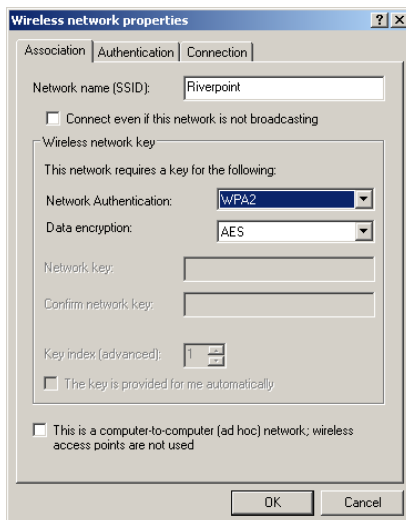 Wireless network properties
Association
Authentication
Connection
Network name (SSID):
Riverpoint
Connect even if this network is not broadcasting
Wireless network key
This network requires a key for the following:
Network Authentication:
WPA2
Data encryption:
AES
Network key:
Confirm network key:
Key index (advanced):
1
The key is provided for me automatically
This is a computer-to-computer (ad hoc) network; wireless
access points are not used
OK
Cancel